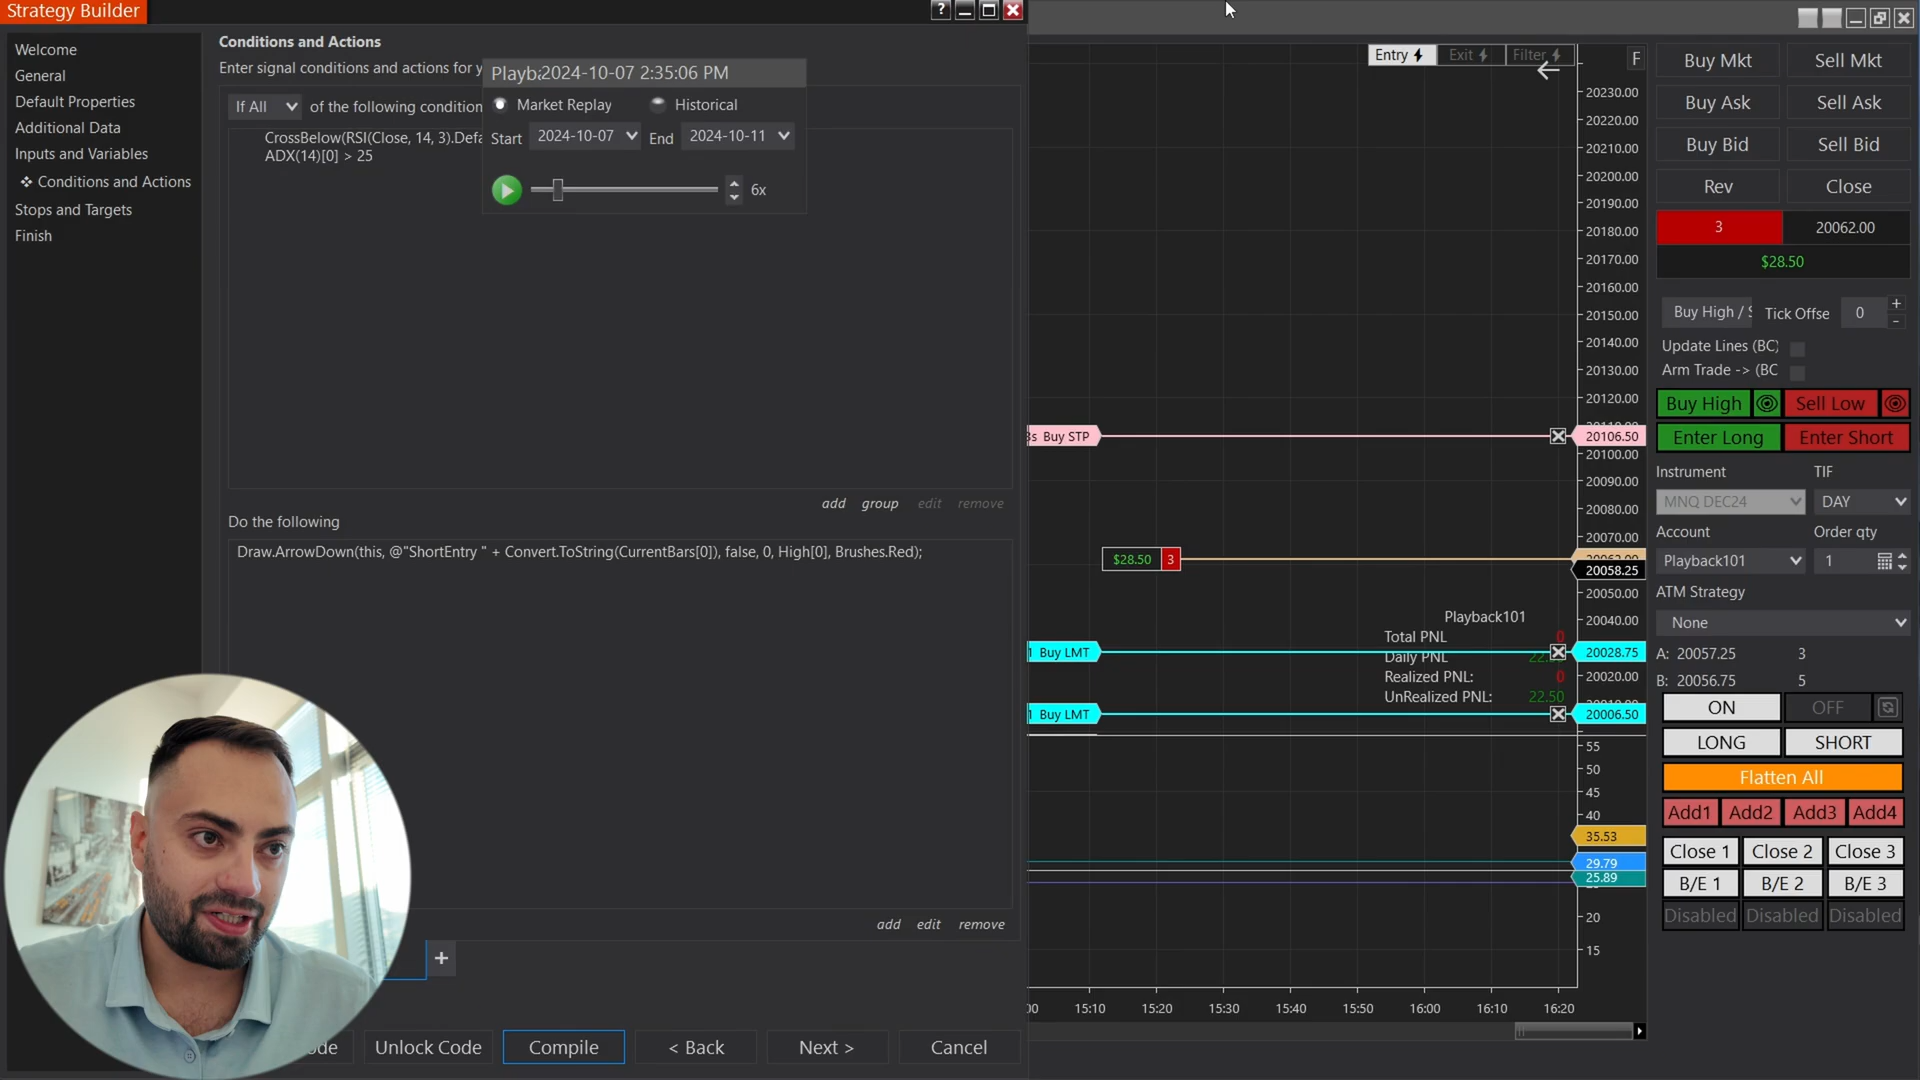 Strategy Builder
?
Welcome
General
Default Properties
Additional Data
Inputs and Variables
❖ Conditions and Actions
Stops and Targets
Finish
Conditions and Actions
Enter signal conditions and actions for
If All of the following condition
CrossBelow(RSI(Close, 14, 3).Defa
ADX(14)[0] > 25
2024-10-07 2:35:06 PM
Market Replay Historical
Start 2024-10-07 End 2024-10-11
6x
add group edit remove
Do the following
Draw.ArrowDown(this, @"ShortEntry " + Convert.ToString(CurrentBars[0]), false, 0, High[0], Brushes.Red);
add edit remove
+
Unlock Code Compile < Back Next > Cancel
Entry Exit Filter F
20230.00
20220.00
20210.00
20200.00
20190.00
20180.00
20170.00
20160.00
20150.00
20140.00
20130.00
20120.00
Buy STP 20106.50
20100.00
20090.00
20080.00
20070.00
$28.50 3
20058.25
20050.00
20040.00
Playbook101
Total PNL 0
1 Buy LMT 20028.75
Daily PNL
20020.00
Realized PNL: 0
UnRealized PNL: 22.50
1 Buy LMT 20006.50
55
50
45
40
35.53
29.79
25.89
20
15
15:10 15:20 15:30 15:40 15:50 16:00 16:10 16:20
Buy Mkt Sell Mkt
Buy Ask Sell Ask
Buy Bid Sell Bid
Rev Close
3 20062.00
$28.50
Buy High / Tick Offse 0 + -
Update Lines (BC)
Arm Trade -> (BC
Buy High Sell Low
Enter Long Enter Short
Instrument TIF
MNQ DEC24 DAY
Account Order qty
Playback101 1
ATM Strategy
None
A: 20057.25 3
B: 20056.75 5
ON OFF
LONG SHORT
Flatten All
Add1 Add2 Add3 Add4
Close 1 Close 2 Close 3
B/E 1 B/E 2 B/E 3
Disabled Disabled Disabled